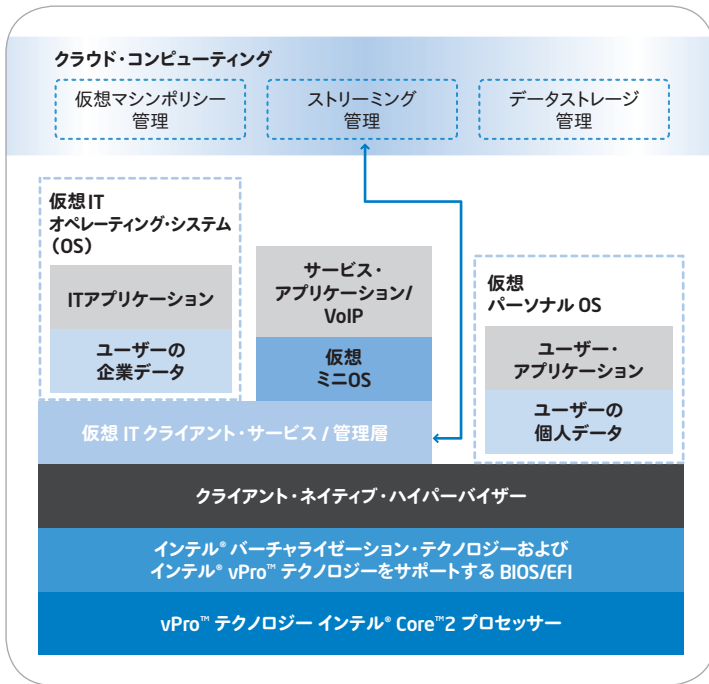 クラウド・コンピューティング
仮想マシンポリシー
管理
ストリーミング
管理
データストレージ
管理
仮想IT
オペレーティング・システム
（OS）
ITアプリケーション
ユーザーの
企業データ
サービス・
アプリケーション/
VoIP
仮想
ミニOS
仮想
パーソナル OS
ユーザー・
アプリケーション
ユーザーの
個人データ
仮想 IT クライアント・サービス / 管理層
クライアント・ネイティブ・ハイパーバイザー
インテル® バーチャライゼーション・テクノロジーおよび
インテル® vPro™ テクノロジーをサポートする BIOS/EFI
vPro™ テクノロジー インテル® Core™2 プロセッサー